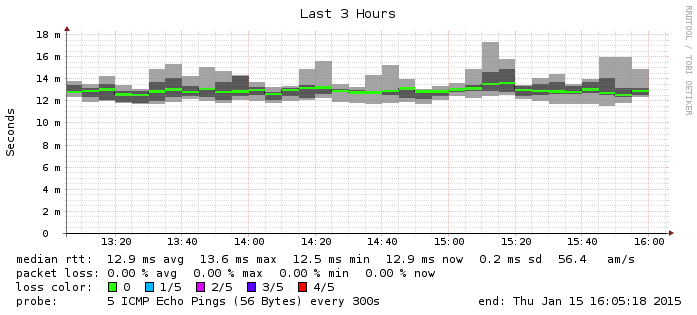 Last 3 Hours
RRDTOOL / TOBI OETIKER
Seconds
18 m
16 m
14 m
12 m
10 m
8 m
6 m
4 m
2 m
0
13:20 13:40 14:00 14:20 14:40 15:00 15:20 15:40 16:00
median rtt: 12.9 ms avg 13.6 ms max 12.5 ms min 12.9 ms now 0.2 ms sd 56.4 am/s
packet loss: 0.00 % avg 0.00 % max 0.00 % min 0.00 % now
loss color: 0 1/5 2/5 3/5 4/5
probe: 5 ICMP Echo Pings (56 Bytes) every 300s end: Thu Jan 15 16:05:18 2015